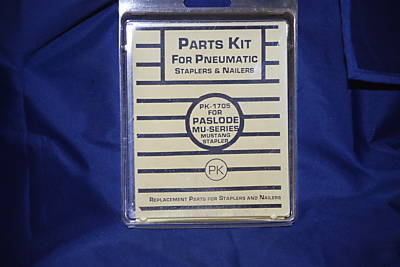 PARTS KIT
FOR PNEUMATIC
STAPLERS & NAILERS
PK-1705
FOR
PASLODE
MU-SERIES
MUSTANG
STAPLER
PK
REPLACEMENT PARTS FOR STAPLERS AND NAILERS